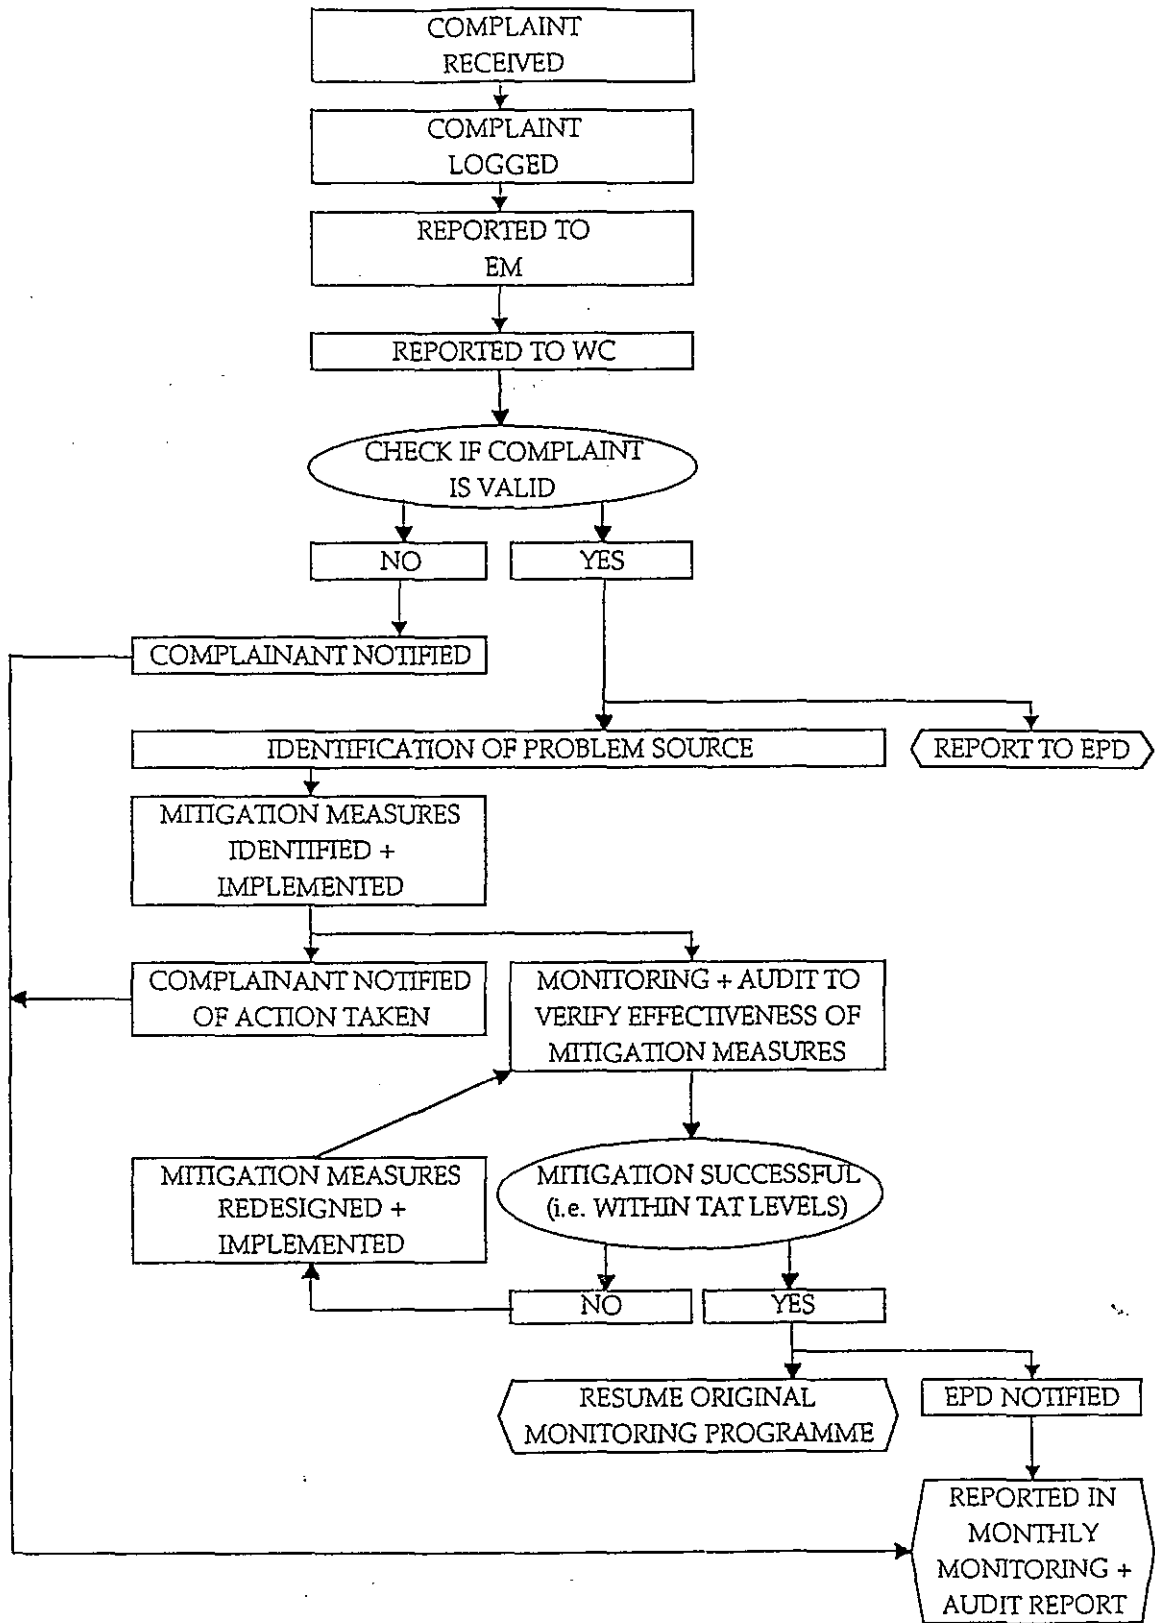 COMPLAINT
RECEIVED
COMPLAINT
LOGGED
REPORTED TO
EM
REPORTED TO WC
CHECK IF COMPLAINT
IS VALID
NO
YES
COMPLAINANT NOTIFIED
IDENTIFICATION OF PROBLEM SOURCE
REPORT TO EPD
MITIGATION MEASURES
IDENTIFIED +
IMPLEMENTED
COMPLAINANT NOTIFIED
OF ACTION TAKEN
MONITORING + AUDIT TO
VERIFY EFFECTIVENESS OF
MITIGATION MEASURES
MITIGATION MEASURES
REDESIGNED +
IMPLEMENTED
MITIGATION SUCCESSFUL
(i.e. WITHIN TAT LEVELS)
NO
YES
RESUME ORIGINAL
MONITORING PROGRAMME
EPD NOTIFIED
REPORTED IN
MONTHLY
MONITORING +
AUDIT REPORT